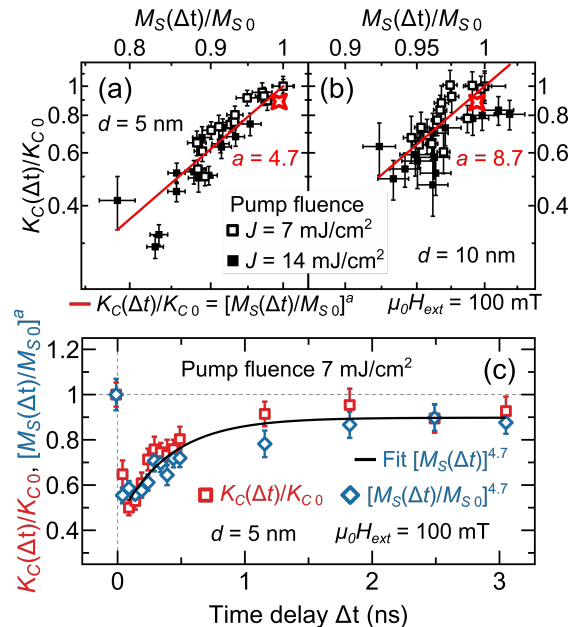 M_S(Δt)/M_S0 M_S(Δt)/M_S0
0.8 0.9 1 0.92 0.96 1
K_C(Δt)/K_C0
1 0.8 0.6 0.4
(a) (b)
d = 5 nm
a = 4.7 a = 8.7
1 0.8 0.6 0.4
Pump fluence
J = 7 mJ/cm²
J = 14 mJ/cm²
d = 10 nm
K_C(Δt)/K_C0 = [M_S(Δt)/M_S0]^a μ₀H_ext = 100 mT
K_C(Δt)/K_C0, [M_S(Δt)/M_S0]^a
1.2
1
0.8
0.6
0.4
Pump fluence 7 mJ/cm² (c)
Fit [M_S(Δt)]^4.7
K_C(Δt)/K_C0 [M_S(Δt)/M_S0]^4.7
d = 5 nm μ₀H_ext = 100 mT
0 1 2 3
Time delay Δt (ns)